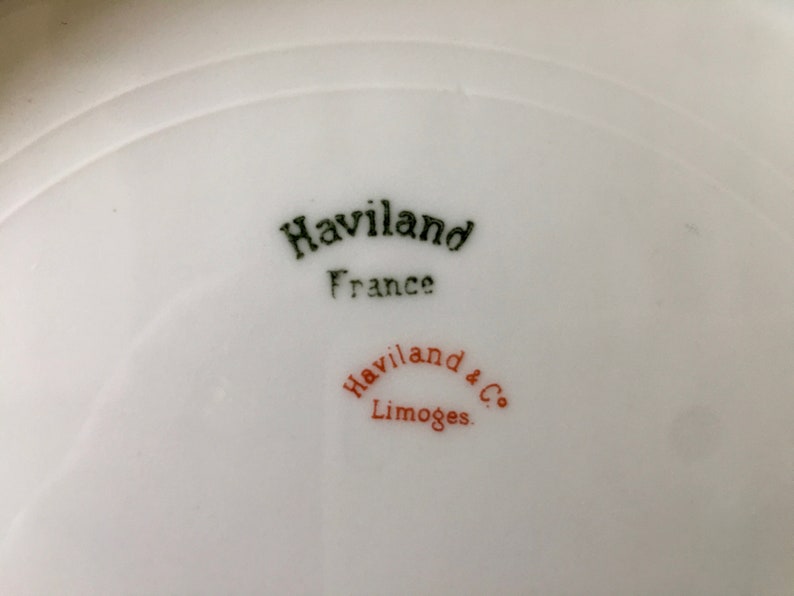 Haviland
France
Haviland & Co
Limoges.